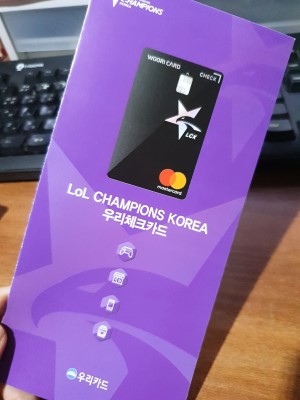 CHAMPIONS
KOREA
WOORI CARD
CHECK
LCK
mastercard
LoL CHAMPIONS KOREA
우리체크카드
우리카드